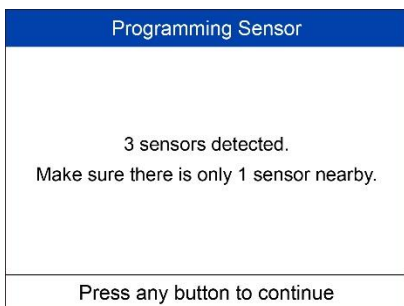 Programming Sensor
3 sensors detected.
Make sure there is only 1 sensor nearby.
Press any button to continue